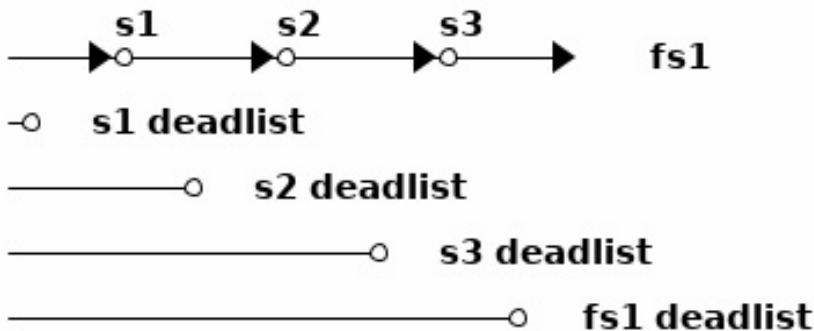 s1 s2 s3
fs1
s1 deadlist
s2 deadlist
s3 deadlist
fs1 deadlist